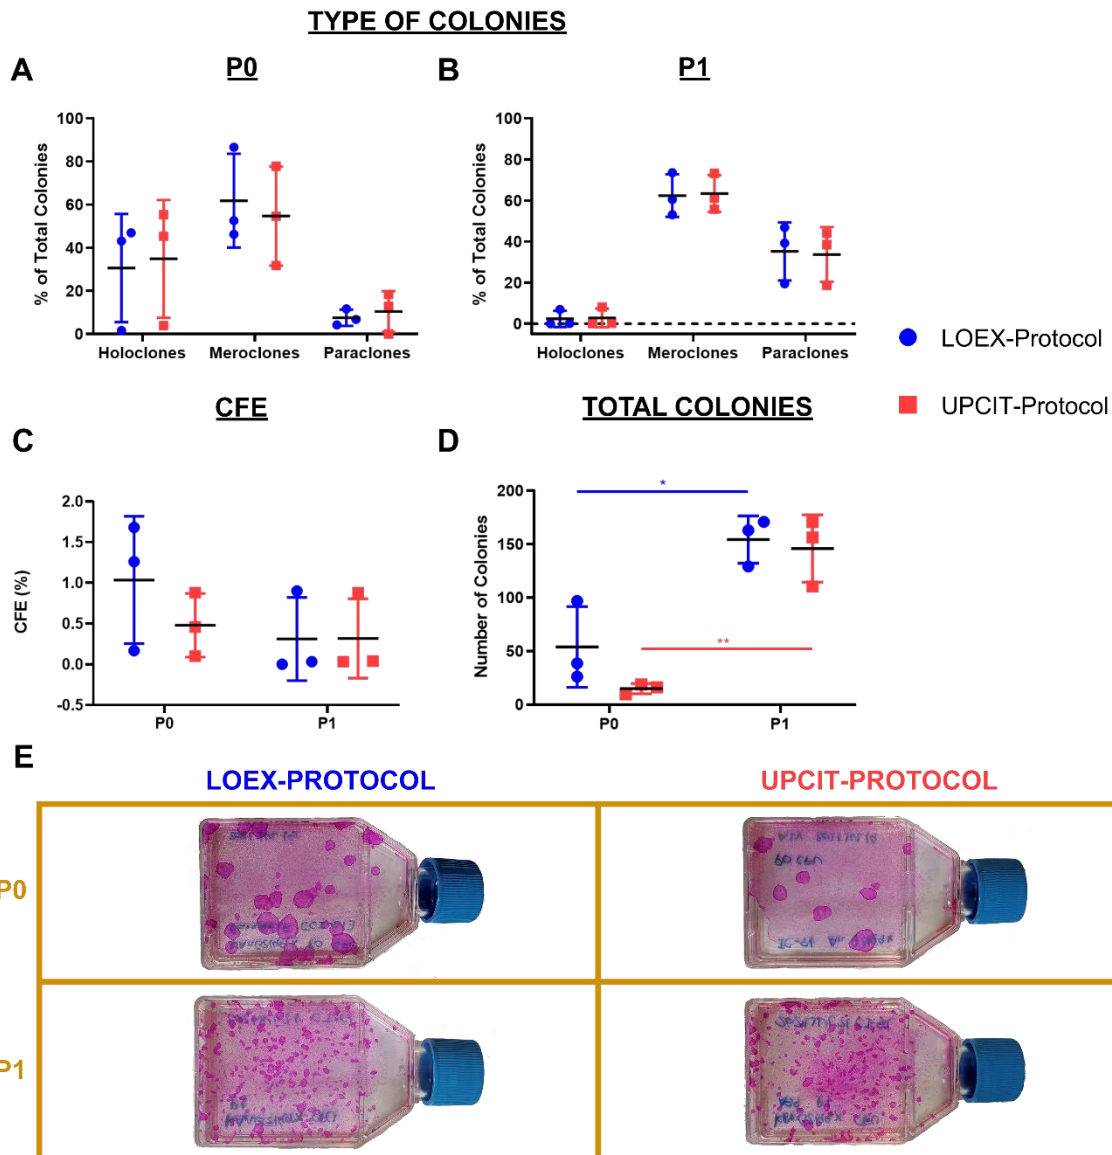 TYPE OF COLONIES
A
P0
B
P1
% of Total Colonies
100
80
60
40
20
0
Holoclones
Meroclones
Paraclones
% of Total Colonies
100
80
60
40
20
0
Holoclones
Meroclones
Paraclones
LOEX-Protocol
UPCIT-Protocol
C
CFE
D
TOTAL COLONIES
CFE (%)
2.0
1.5
1.0
0.5
0.0
-0.5
P0
P1
Number of Colonies
200
150
100
50
0
*
**
P0
P1
E
LOEX-PROTOCOL
UPCIT-PROTOCOL
P0
P1